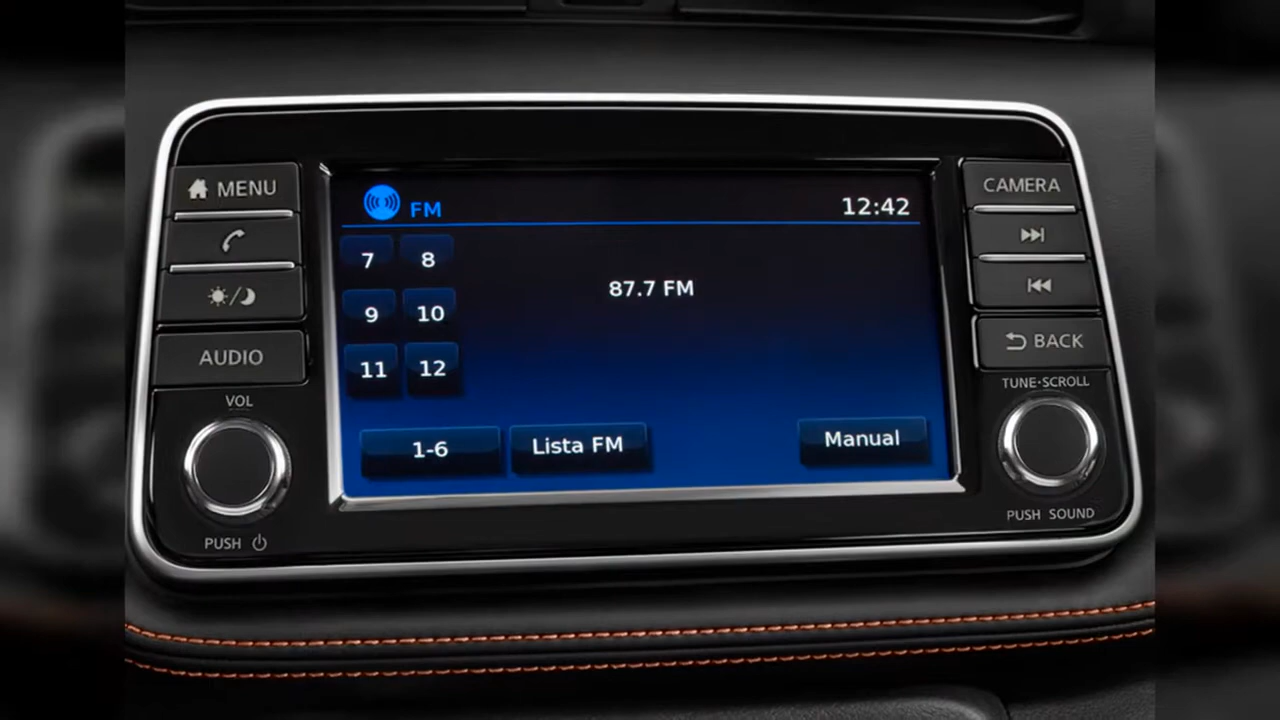 MENU
AUDIO
VOL
PUSH
FM
12:42
7 8
87.7 FM
9 10
11 12
1-6 Lista FM Manual
CAMERA
BACK
TUNE·SCROLL
PUSH SOUND